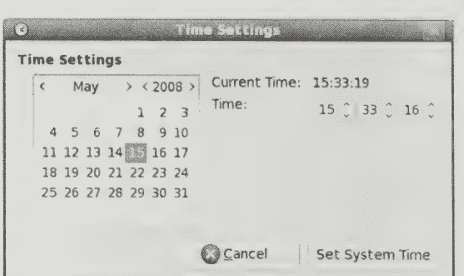 Time Settings
Time Settings
< May > < 2008 >
Current Time: 15:33:19
Time: 15 33 16
1 2 3
4 5 6 7 8 9 10
11 12 13 14 15 16 17
18 19 20 21 22 23 24
25 26 27 28 29 30 31
Cancel
Set System Time